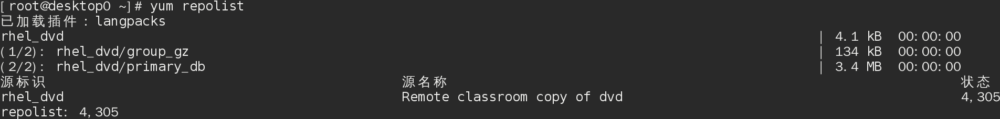 [root@desktop0 ~]# yum repolist
已加载插件：langpacks
rhel_dvd | 4.1 kB 00:00:00
(1/2): rhel_dvd/group_gz | 134 kB 00:00:00
(2/2): rhel_dvd/primary_db | 3.4 MB 00:00:00
源标识 源名称 状态
rhel_dvd Remote classroom copy of dvd 4,305
repolist: 4,305